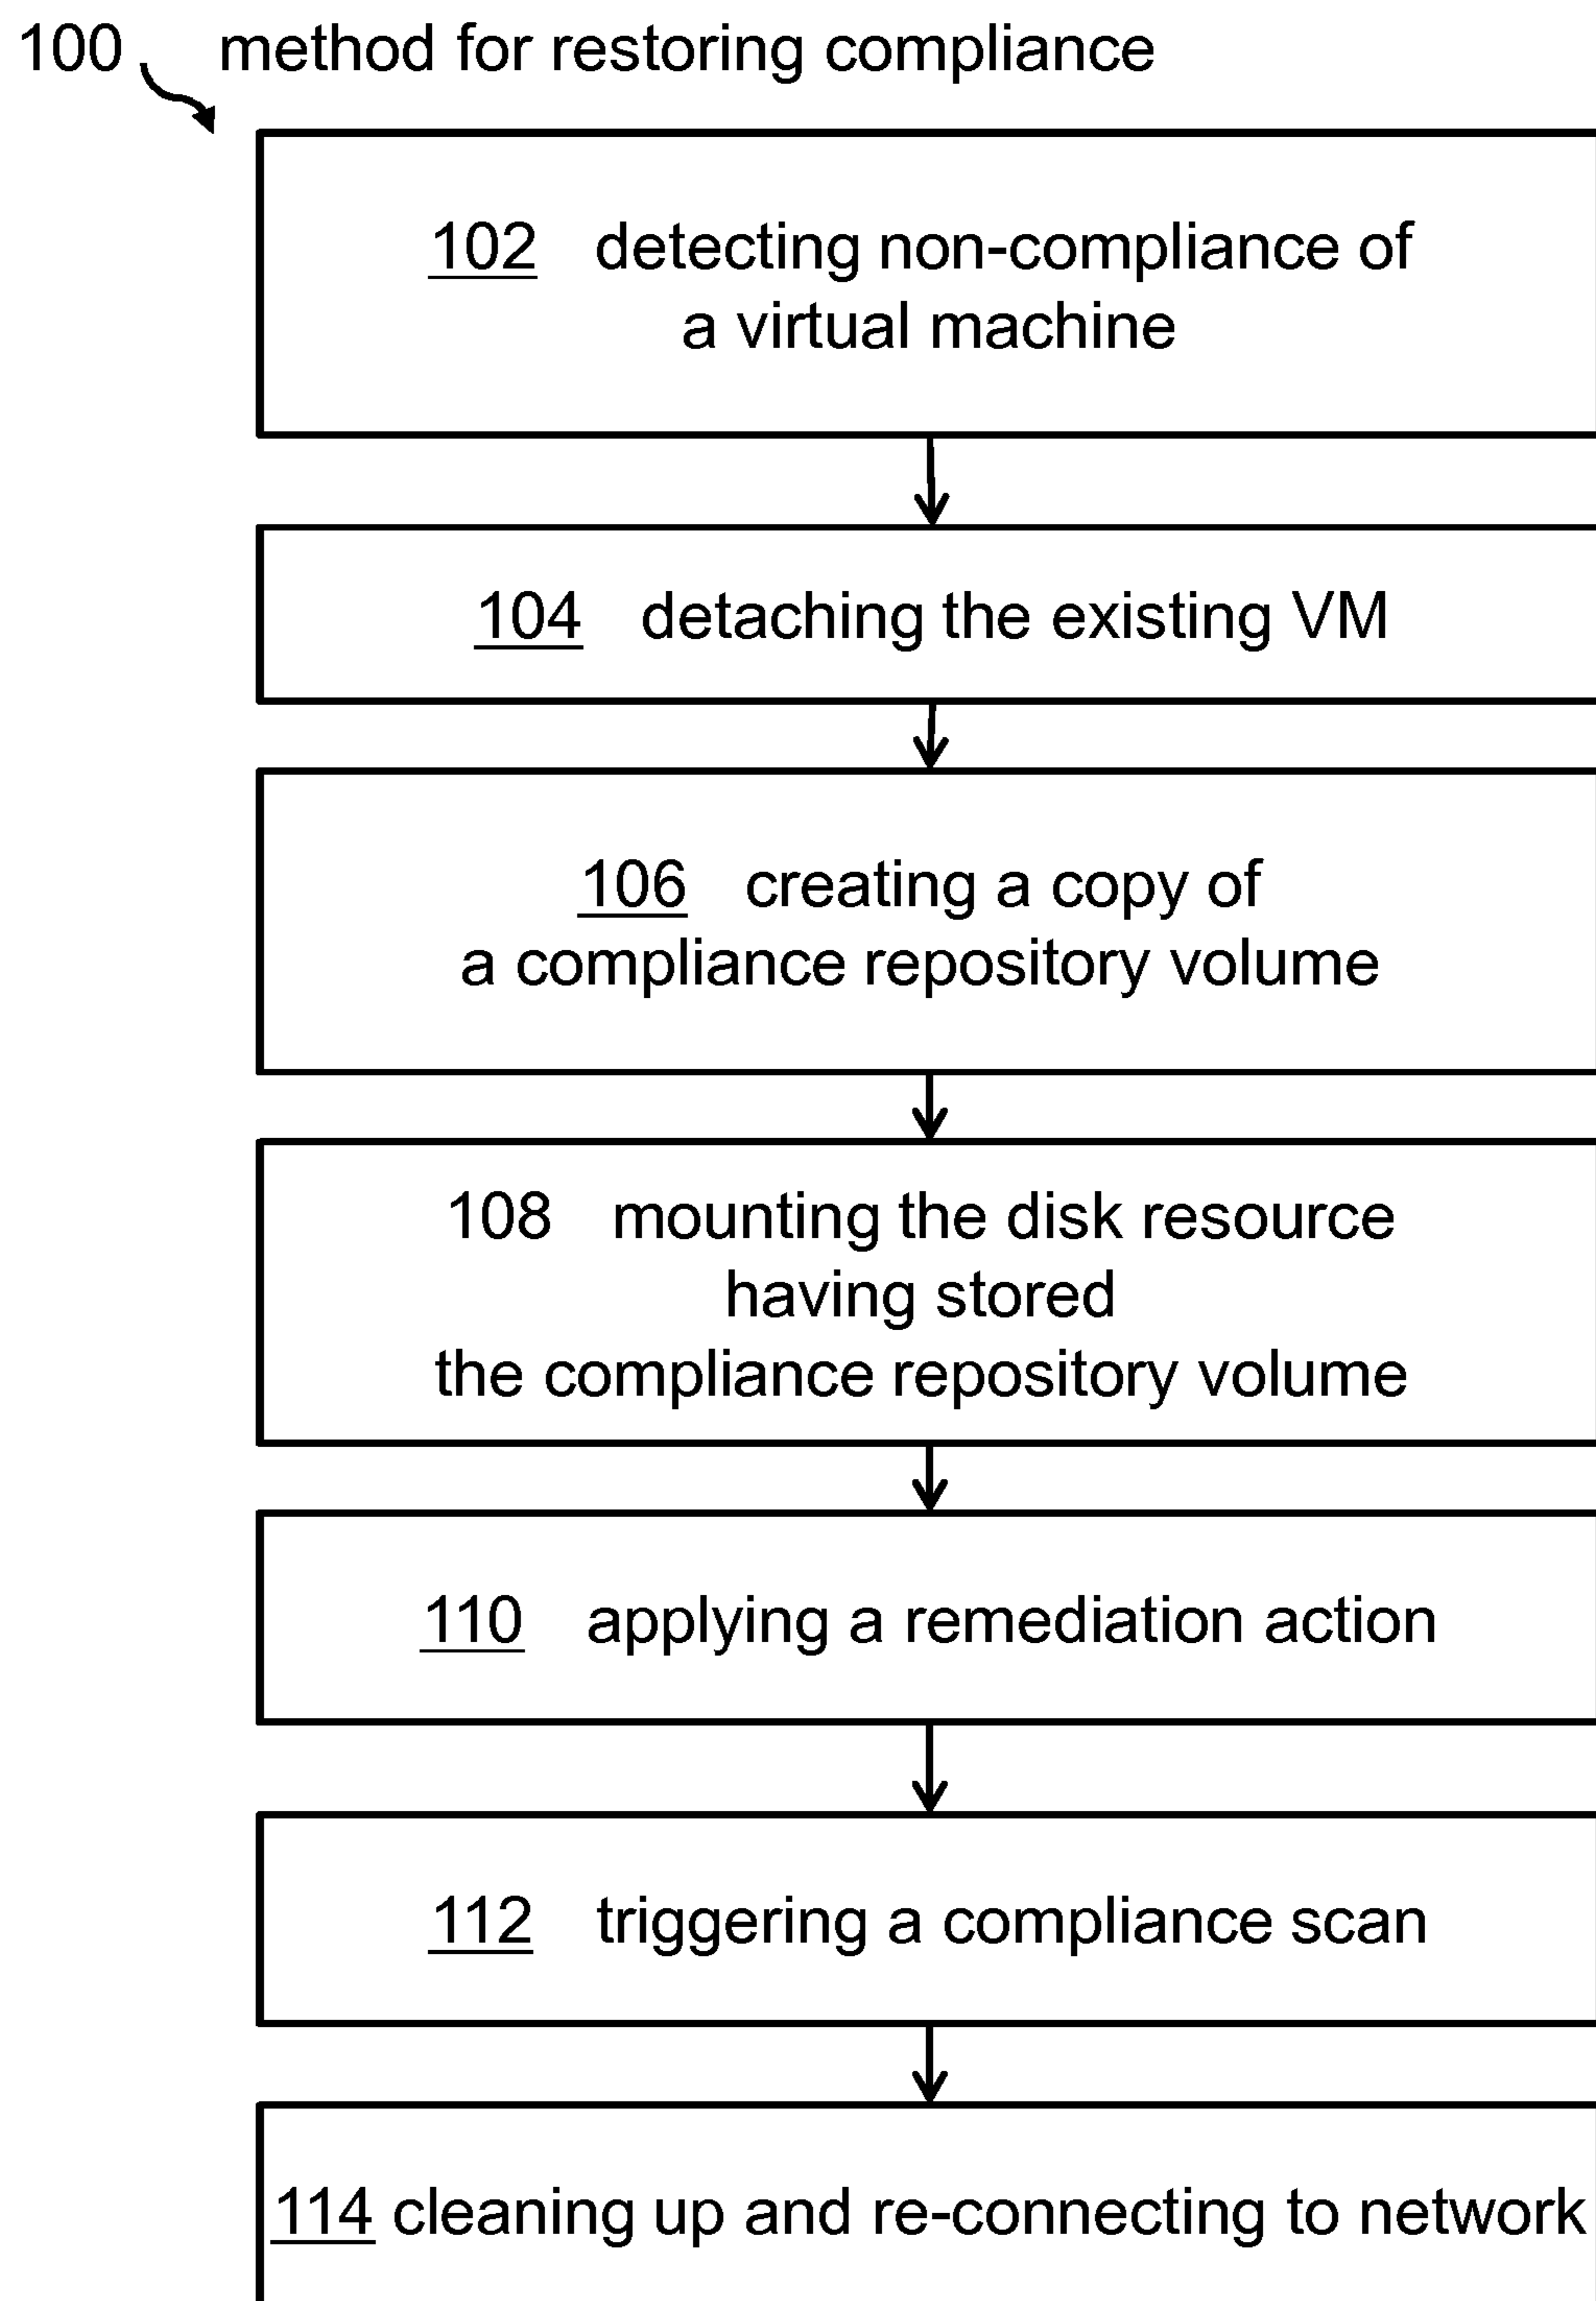 100 method for restoring compliance
102 detecting non-compliance of
a virtual machine
104 detaching the existing VM
106 creating a copy of
a compliance repository volume
108 mounting the disk resource
having stored
the compliance repository volume
110 applying a remediation action
112 triggering a compliance scan
114 cleaning up and re-connecting to network